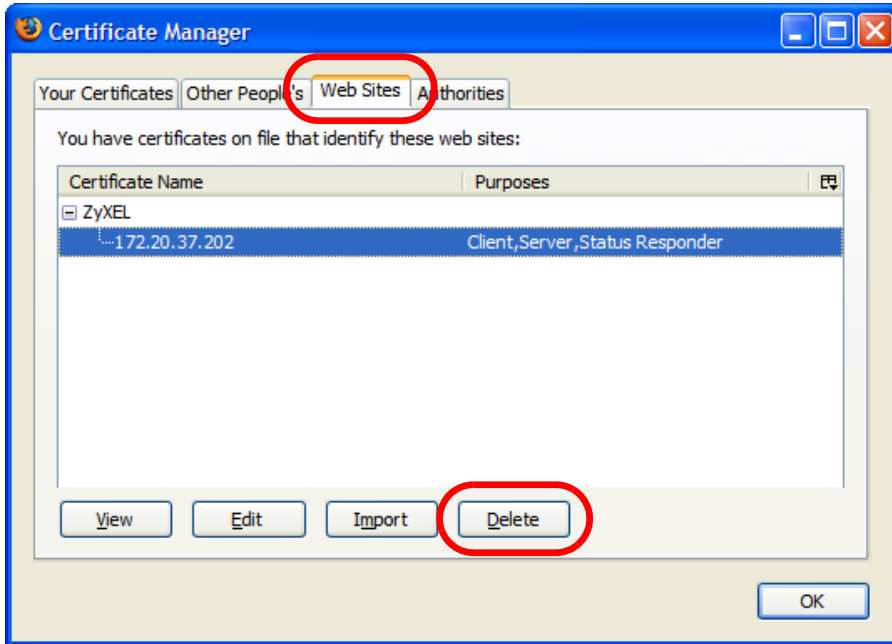 Certificate Manager
Your Certificates Other People's Web Sites Authorities
You have certificates on file that identify these web sites:
Certificate Name Purposes
ZyXEL
172.20.37.202 Client,Server,Status Responder
View Edit Import Delete
OK